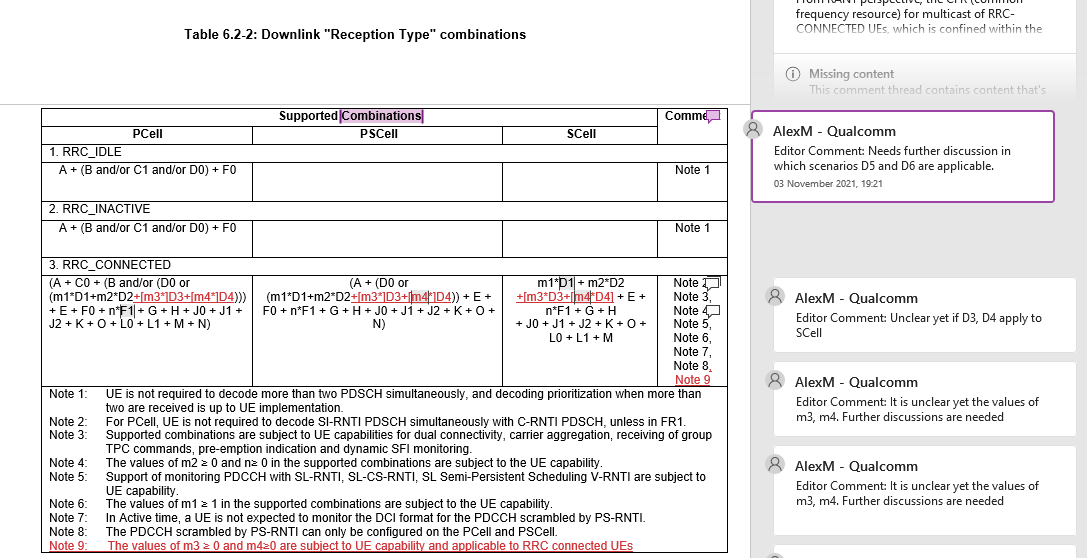 Table 6.2-2: Downlink "Reception Type" combinations
Supported Combinations
Comme
PCell
PSCell
SCell
1. RRC_IDLE
A + (B and/or C1 and/or D0) + F0
Note 1
2. RRC_INACTIVE
A + (B and/or C1 and/or D0) + F0
Note 1
3. RRC_CONNECTED
(A + C0 + (B and/or (D0 or
(m1*D1+m2*D2+[m3*]D3+[m4*]D4)))
+ E + F0 + n*F1 + G + H + J0 + J1 +
J2 + K + O + L0 + L1 + M + N)
(A + (D0 or
(m1*D1+m2*D2+[m3*]D3+[m4*]D4)) + E +
F0 + n*F1 + G + H + J0 + J1 + J2 + K + O +
N)
m1*D1 + m2*D2
+[m3*D3+[m4*D4] + E +
n*F1 + G + H
+ J0 + J1 + J2 + K + O +
L0 + L1 + M
Note 2
Note 3,
Note 4,
Note 5,
Note 6,
Note 7,
Note 8,
Note 9
Note 1: UE is not required to decode more than two PDSCH simultaneously, and decoding prioritization when more than
two are received is up to UE implementation.
Note 2: For PCell, UE is not required to decode SI-RNTI PDSCH simultaneously with C-RNTI PDSCH, unless in FR1.
Note 3: Supported combinations are subject to UE capabilities for dual connectivity, carrier aggregation, receiving of group
TPC commands, pre-emption indication and dynamic SFI monitoring.
Note 4: The values of m2 ≥ 0 and n≥ 0 in the supported combinations are subject to the UE capability.
Note 5: Support of monitoring PDCCH with SL-RNTI, SL-CS-RNTI, SL Semi-Persistent Scheduling V-RNTI are subject to
UE capability.
Note 6: The values of m1 ≥ 1 in the supported combinations are subject to the UE capability.
Note 7: In Active time, a UE is not expected to monitor the DCI format for the PDCCH scrambled by PS-RNTI.
Note 8: The PDCCH scrambled by PS-RNTI can only be configured on the PCell and PSCell.
Note 9: The values of m3 ≥ 0 and m4≥0 are subject to UE capability and applicable to RRC connected UEs
frequency resource) for multicast of RRC-
CONNECTED UEs, which is confined within the
Missing content
This comment thread contains content that's
AlexM - Qualcomm
Editor Comment: Needs further discussion in
which scenarios D5 and D6 are applicable.
03 November 2021, 19:21
AlexM - Qualcomm
Editor Comment: Unclear yet if D3, D4 apply to
SCell
AlexM - Qualcomm
Editor Comment: It is unclear yet the values of
m3, m4. Further discussions are needed
AlexM - Qualcomm
Editor Comment: It is unclear yet the values of
m3, m4. Further discussions are needed